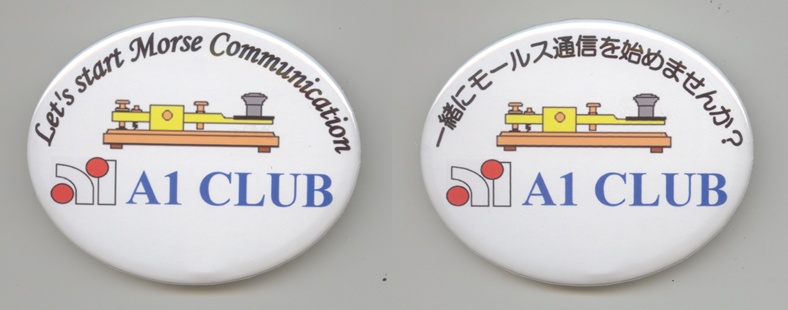 Let's start Morse Communication
A1 CLUB
一緒にモールス通信を始めませんか?
A1 CLUB